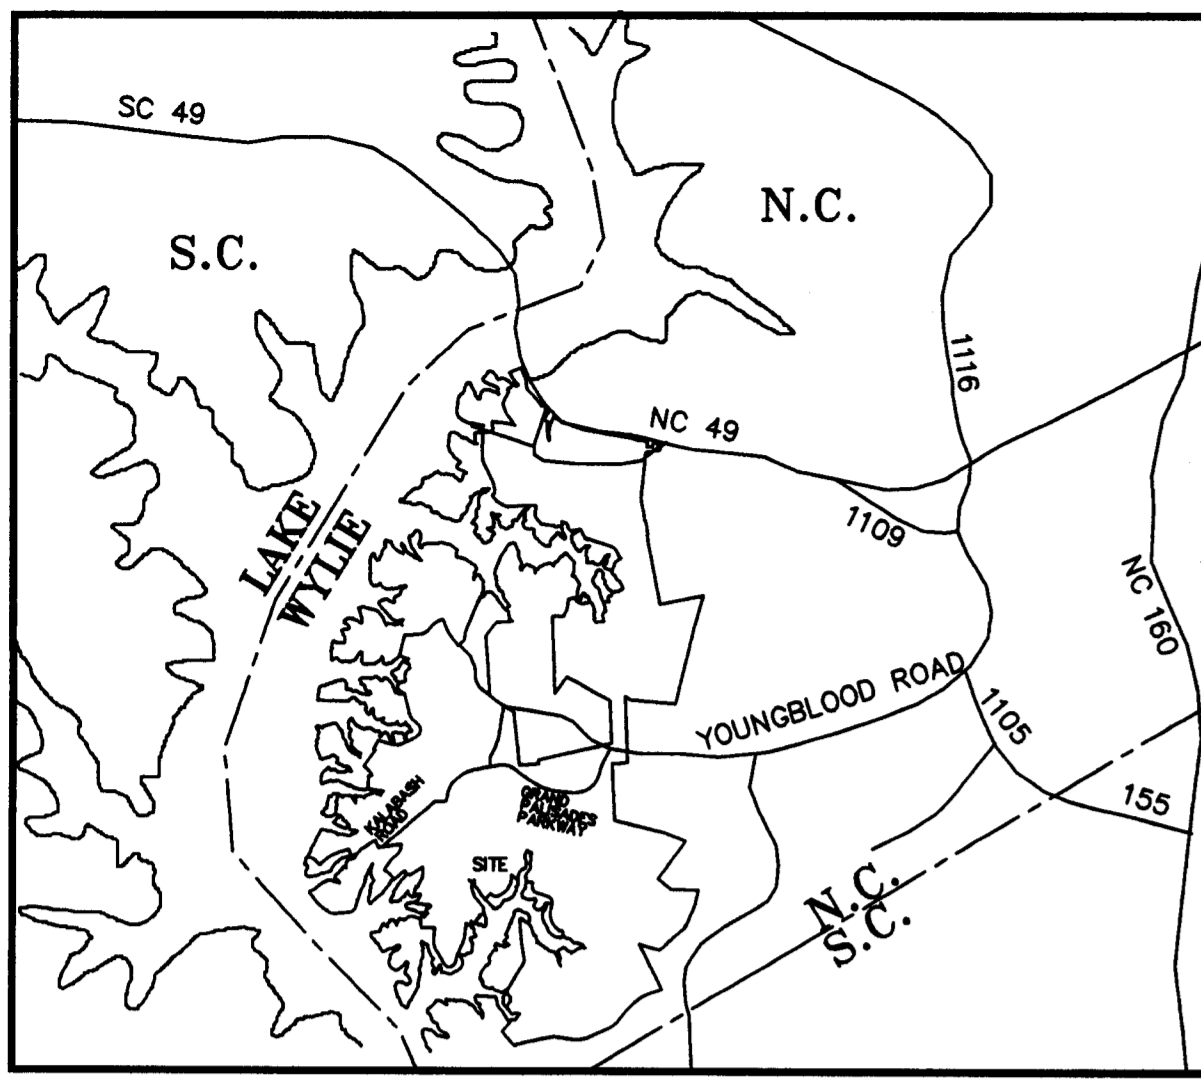 SC 49
N.C.
S.C.
1116
NC 49
LAKE
WYLIE
1109
NC 160
YOUNGBLOOD ROAD
1105
KALABASH
ROAD
GRAND
PALISADES
PARKWAY
155
SITE
N.C.
S.C.